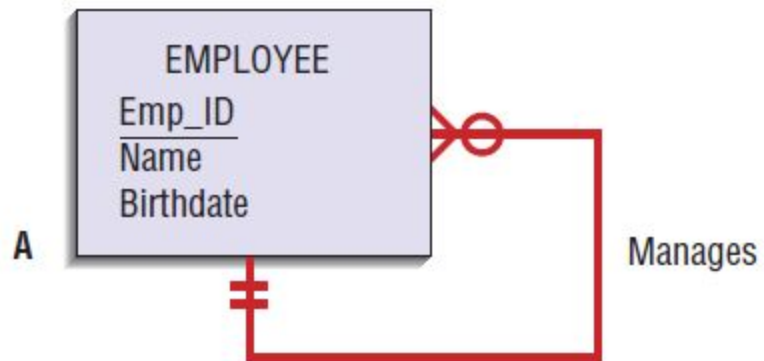 EMPLOYEE
Emp_ID
Name
Birthdate
A
Manages